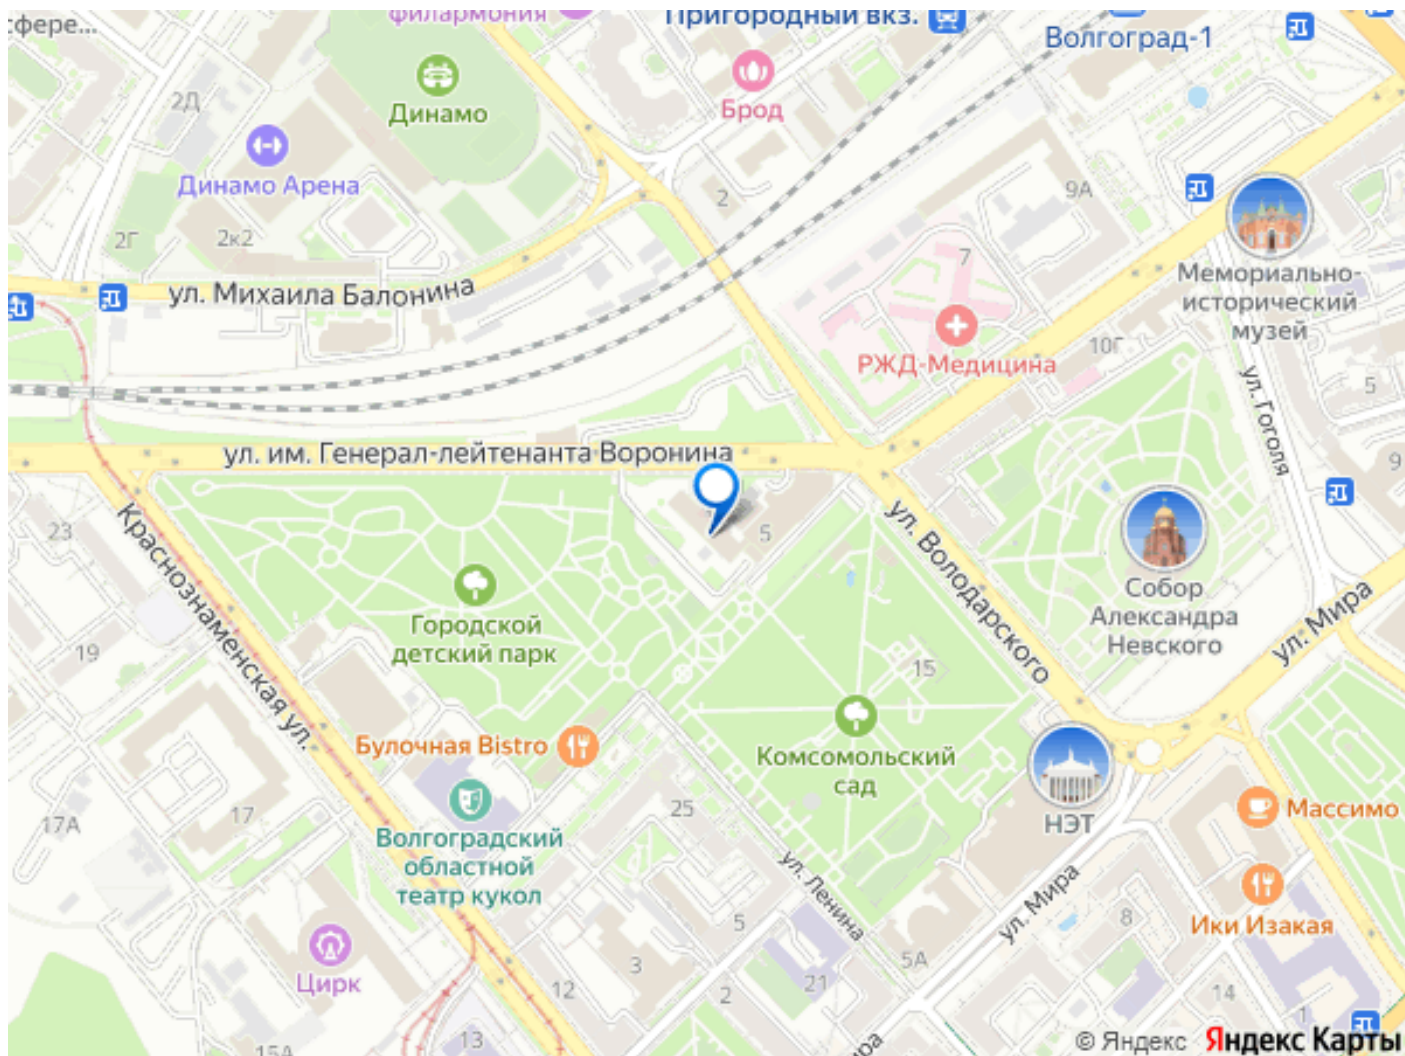 сфере...
филармония
Пригородный вкз.
Волгоград-1
Динамо
Брод
2Д
Динамо Арена
2
9А
2Г
2к2
7
ул. Михаила Балонина
Мемориально-
исторический
музей
РЖД-Медицина
10Г
5
ул. Гоголя
ул. им. Генерал-лейтенанта Воронина
9
23
5
ул. Володарского
Краснознаменская ул.
Городской
детский парк
Собор
Александра
Невского
ул. Мира
19
15
Булочная Bistro
Комсомольский
сад
НЭТ
Массимо
17А
17
25
Волгоградский
областной
театр кукол
ул. Ленина
ул. Мира
8
Ики Изакая
5
5А
Цирк
3
21
12
2
14
1
13
15А
© Яндекс Яндекс Карты